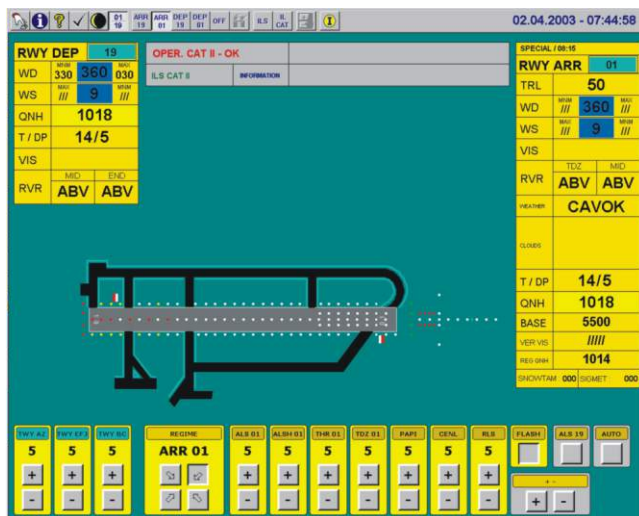 01 19
ARR 19
ARR 01
DEP 19
DEP 01
OFF
ILS
IL CAT
02.04.2003 - 07:44:58
RWY DEP 19
MNM MAX
WD 330 360 030
MAX MNM
WS /// 9 ///
QNH 1018
T / DP 14/5
VIS
MID END
RVR ABV ABV
OPER. CAT II - OK
ILS CAT II INFORMATION
SPECIAL / 00:15
RWY ARR 01
TRL 50
MNM MAX
WD /// 360 ///
MAX MNM
WS /// 9 ///
VIS
TDZ MID
RVR ABV ABV
WEATHER CAVOK
CLOUDS
T / DP 14/5
QNH 1018
BASE 5500
VER VIS /////
REG QNH 1014
SNOWTAM 000 SIGMET: 000
TWY AZ TWY EFJ TWY BC REGIME ALS 01 ALSH 01 THR 01 TDZ 01 PAPI CENL RLS FLASH ALS 19 AUTO
5 5 5 ARR 01 5 5 5 5 5 5 5
+ + + + + + + + + +
- - - - - - - - - -
+ -
+ -